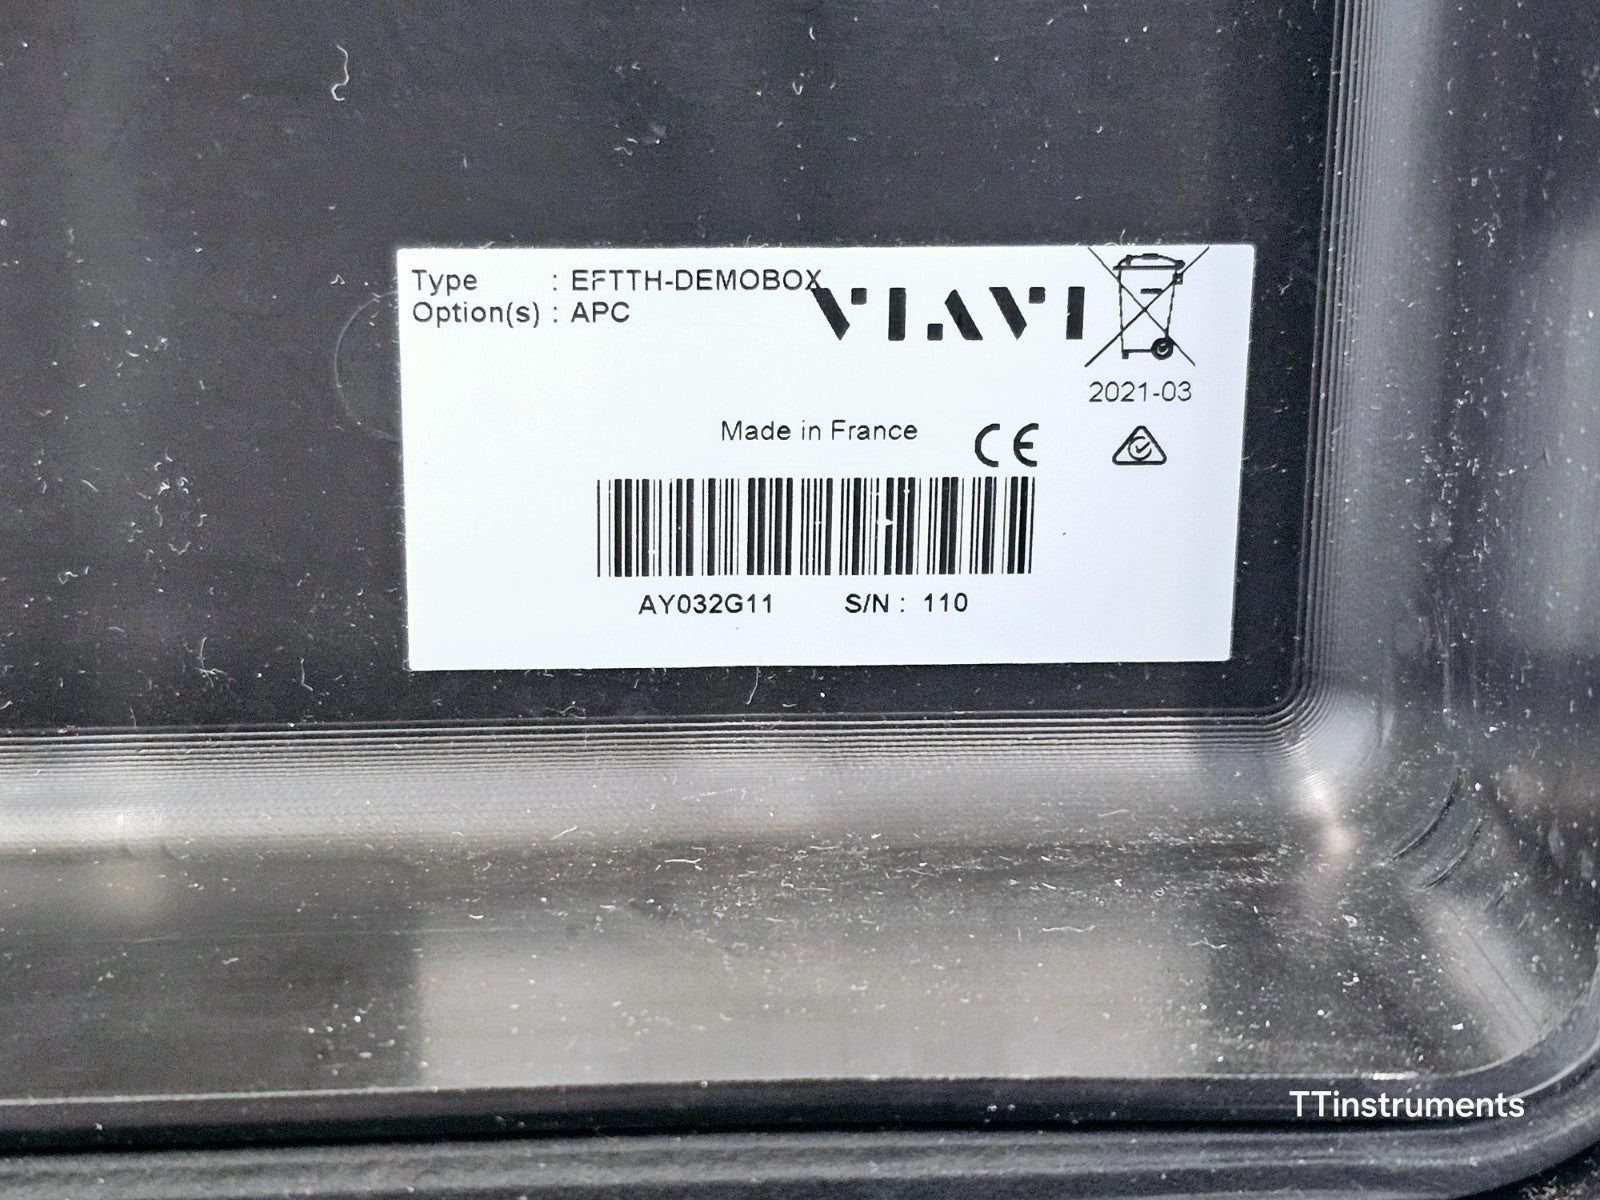 Type : EFTTH-DEMOBOX
Option(s) : APC
VIAVI
2021-03
Made in France
CE
AY032G11 S/N : 110
TTinstruments